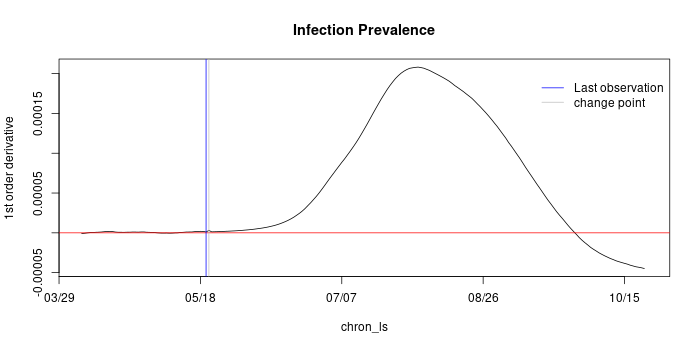 Infection Prevalence
1st order derivative
0.00015
0.00005
-0.00005
Last observation
change point
03/29
05/18
07/07
08/26
10/15
chron_ls